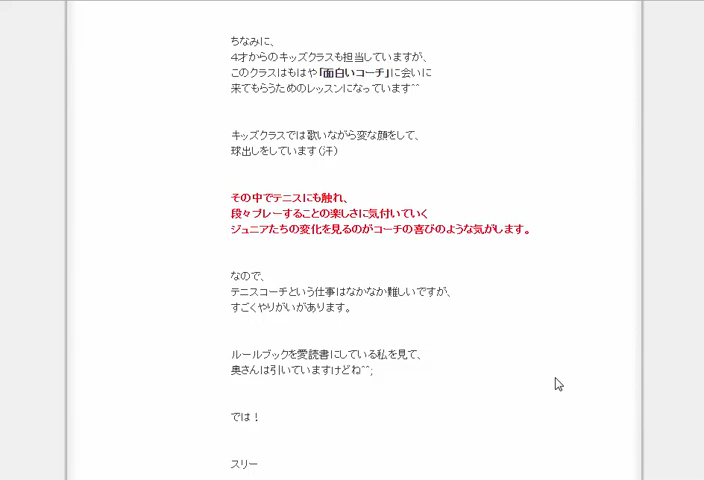 ちなみに、
4才からのキッズクラスも担当していますが、
このクラスはもはや「面白いコーチ」に会いに
来てもらうためのレッスンになっています^^
キッズクラスでは歌いながら変な顔をして、
球出しをしています(汗)
その中でテニスにも触れ、
段々プレーすることの楽しさに気付いていく
ジュニアたちの変化を見るのがコーチの喜びのような気がします。
なので、
テニスコーチという仕事はなかなか難しいですが、
すごくやりがいがあります。
ルールブックを愛読書にしている私を見て、
奥さんは引いていますけどね^^;
では！
スリー